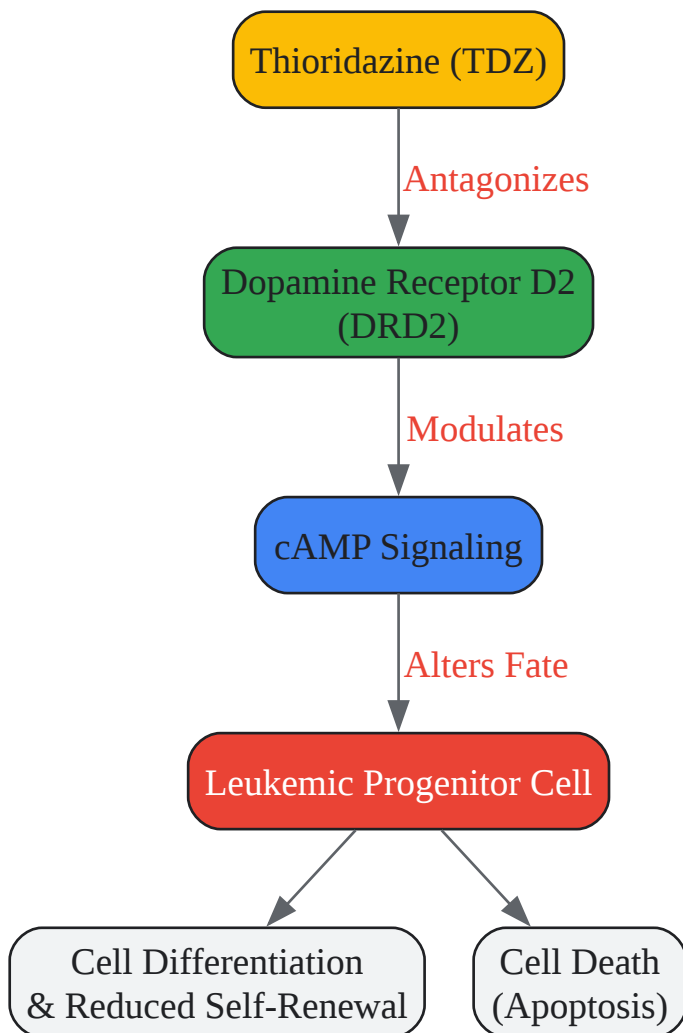 Thioridazine (TDZ)
Antagonizes
Dopamine Receptor D2
(DRD2)
Modulates
cAMP Signaling
Alters Fate
Leukemic Progenitor Cell
Cell Differentiation
& Reduced Self-Renewal
Cell Death
(Apoptosis)